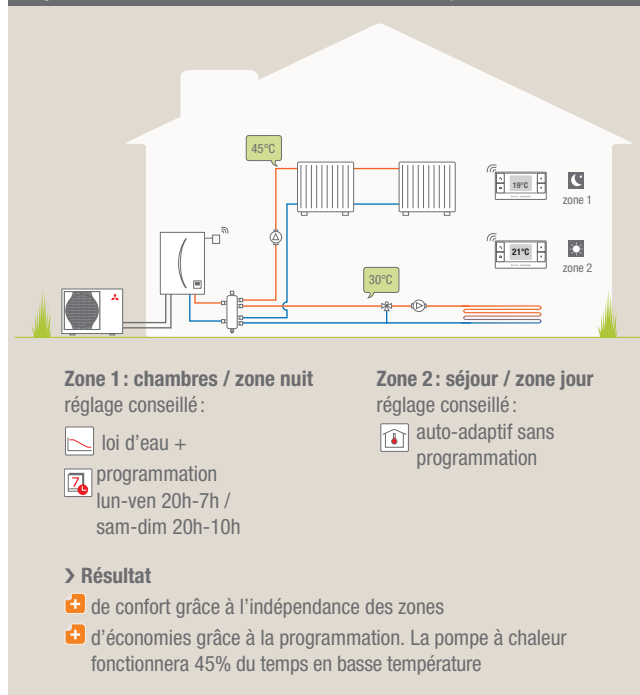 45°C
19°C
zone 1
21°C
zone 2
30°C
Zone 1 : chambres / zone nuit
réglage conseillé :
loi d'eau +
7
programmation
lun-ven 20h-7h /
sam-dim 20h-10h
Zone 2 : séjour / zone jour
réglage conseillé :
auto-adaptif sans
programmation
› Résultat
+ de confort grâce à l'indépendance des zones
+ d'économies grâce à la programmation. La pompe à chaleur
fonctionnera 45% du temps en basse température